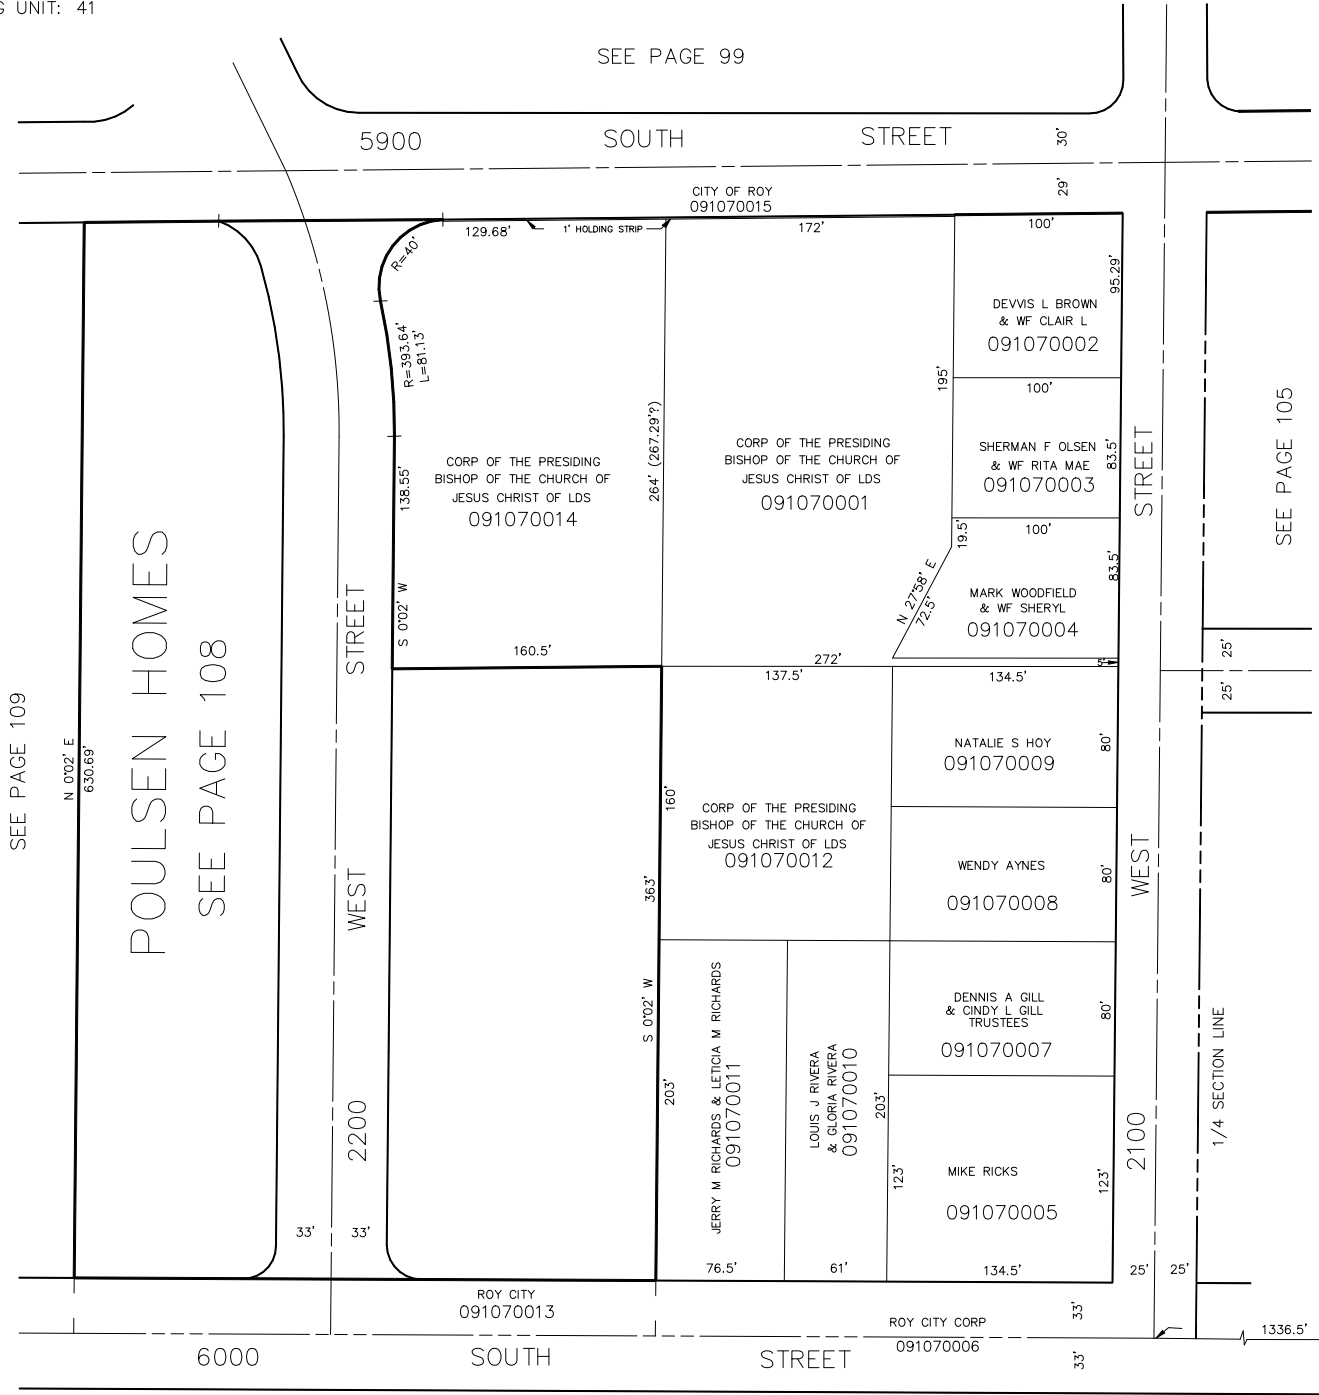 G UNIT: 41
SEE PAGE 99
5900 SOUTH STREET
30'
29'
CITY OF ROY
091070015
129.68'
1' HOLDING STRIP
172'
100'
R=40'
95.29'
DEVVIS L BROWN
& WF CLAIR L
091070002
R=393.64'
L=81.13'
195'
100'
264' (267.29'?)
SEE PAGE 105
STREET
SHERMAN F OLSEN
& WF RITA MAE
091070003
83.5'
CORP OF THE PRESIDING
BISHOP OF THE CHURCH OF
JESUS CHRIST OF LDS
091070001
CORP OF THE PRESIDING
BISHOP OF THE CHURCH OF
JESUS CHRIST OF LDS
091070014
138.55'
100'
19.5'
83.5'
N 27°58' E
72.5'
MARK WOODFIELD
& WF SHERYL
091070004
S 0°02' W
STREET
160.5'
272'
5'
25'
25'
137.5'
134.5'
POULSEN HOMES
SEE PAGE 108
SEE PAGE 109
N 0°02' E
630.69'
NATALIE S HOY
091070009
80'
160'
CORP OF THE PRESIDING
BISHOP OF THE CHURCH OF
JESUS CHRIST OF LDS
091070012
WENDY AYNES
091070008
80'
WEST
363'
WEST
S 0°02' W
DENNIS A GILL
& CINDY L GILL
TRUSTEES
091070007
80'
1/4 SECTION LINE
JERRY M RICHARDS & LETICIA M RICHARDS
091070011
LOUIS J RIVERA
& GLORIA RIVERA
091070010
203'
203'
2200
2100
MIKE RICKS
091070005
123'
123'
33'
33'
76.5'
61'
134.5'
25'
25'
ROY CITY
091070013
33'
ROY CITY CORP
091070006
1336.5'
6000 SOUTH STREET
33'